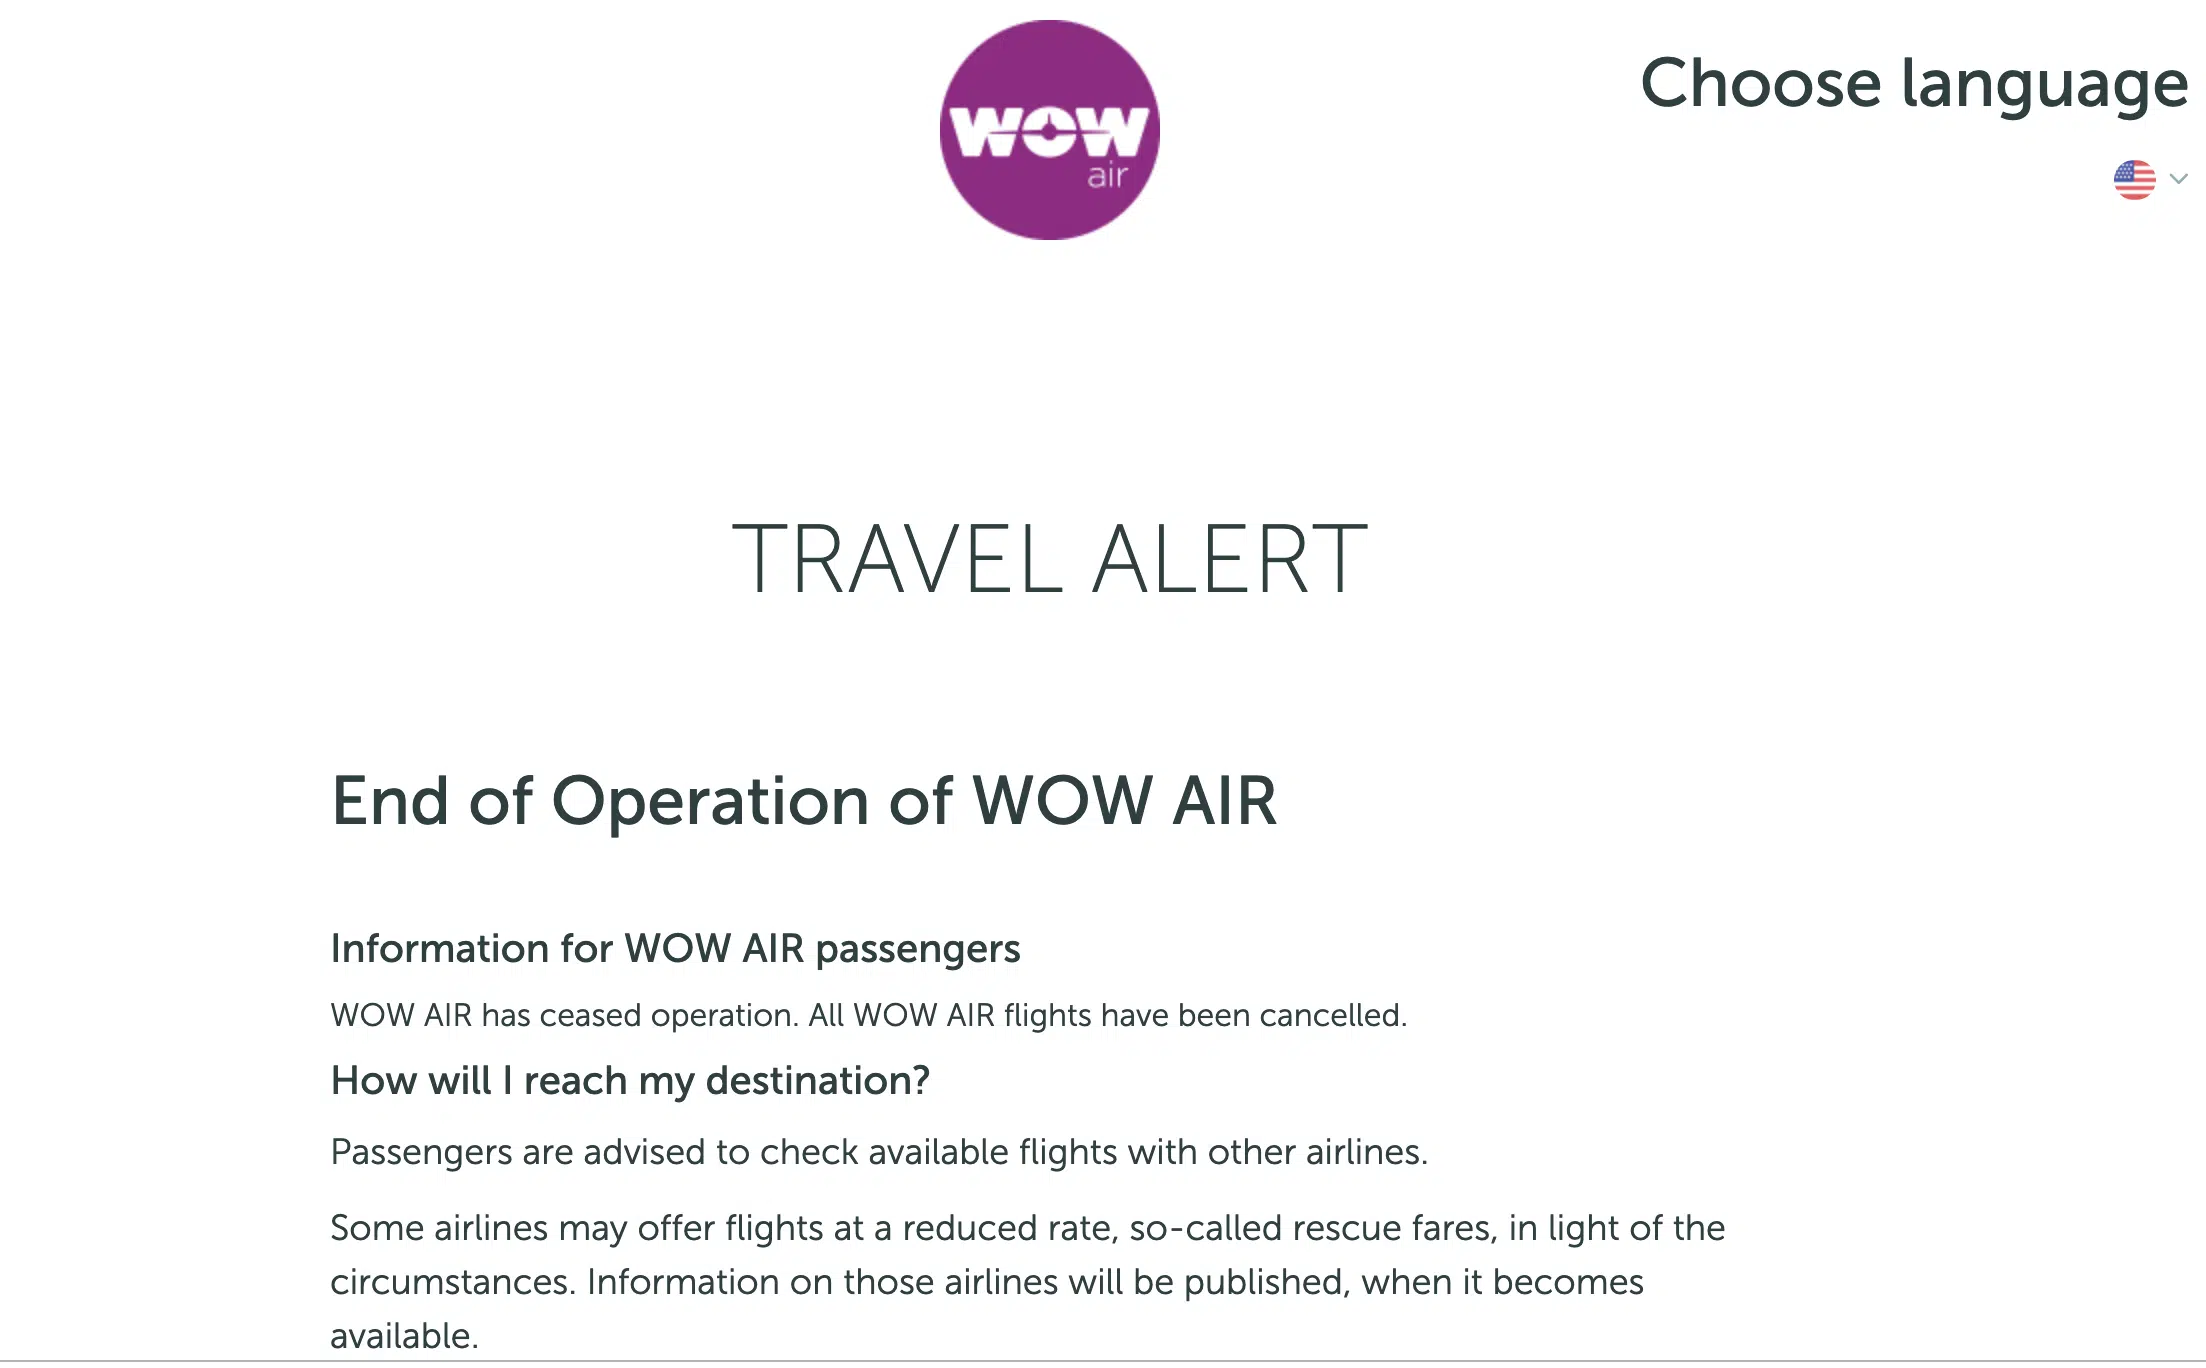 wow
air
Choose language
TRAVEL ALERT
End of Operation of WOW AIR
Information for WOW AIR passengers
WOW AIR has ceased operation. All WOW AIR flights have been cancelled.
How will I reach my destination?
Passengers are advised to check available flights with other airlines.
Some airlines may offer flights at a reduced rate, so-called rescue fares, in light of the
circumstances. Information on those airlines will be published, when it becomes
available.